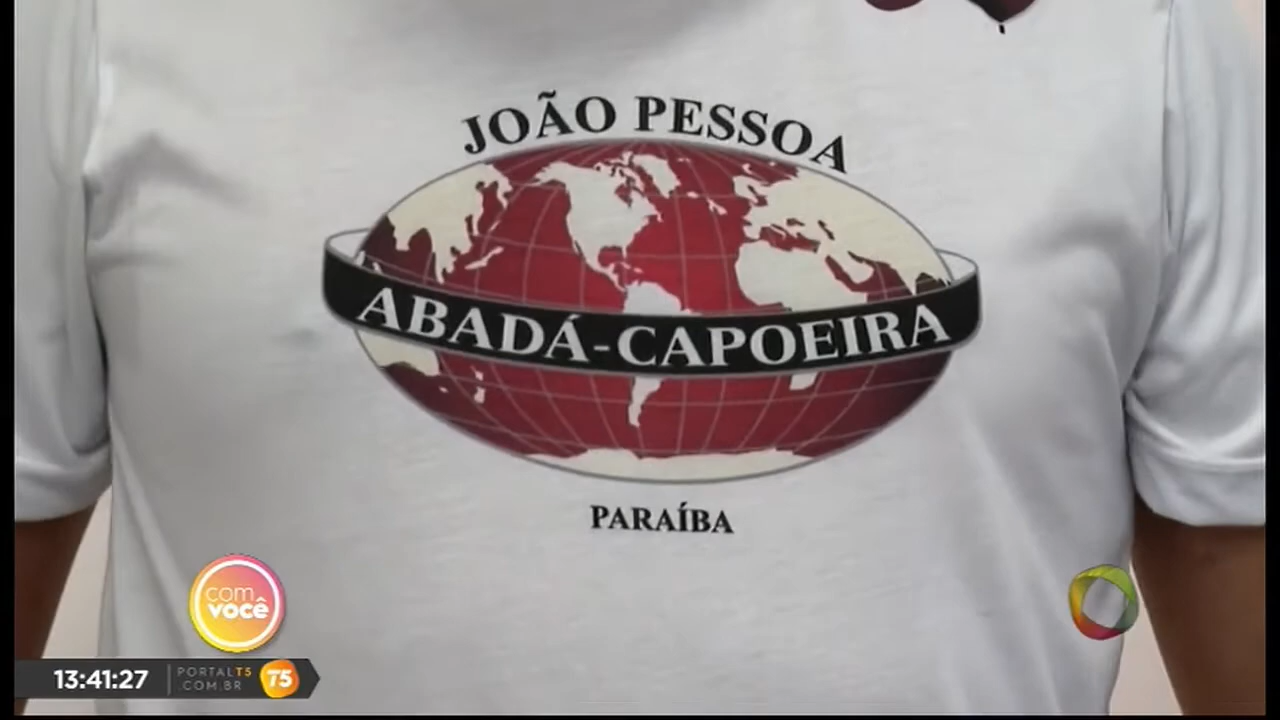 JOÃO PESSOA
ABADÁ-CAPOEIRA
PARAÍBA
com
você
13:41:27
PORTALT5
.COM.BR
T5